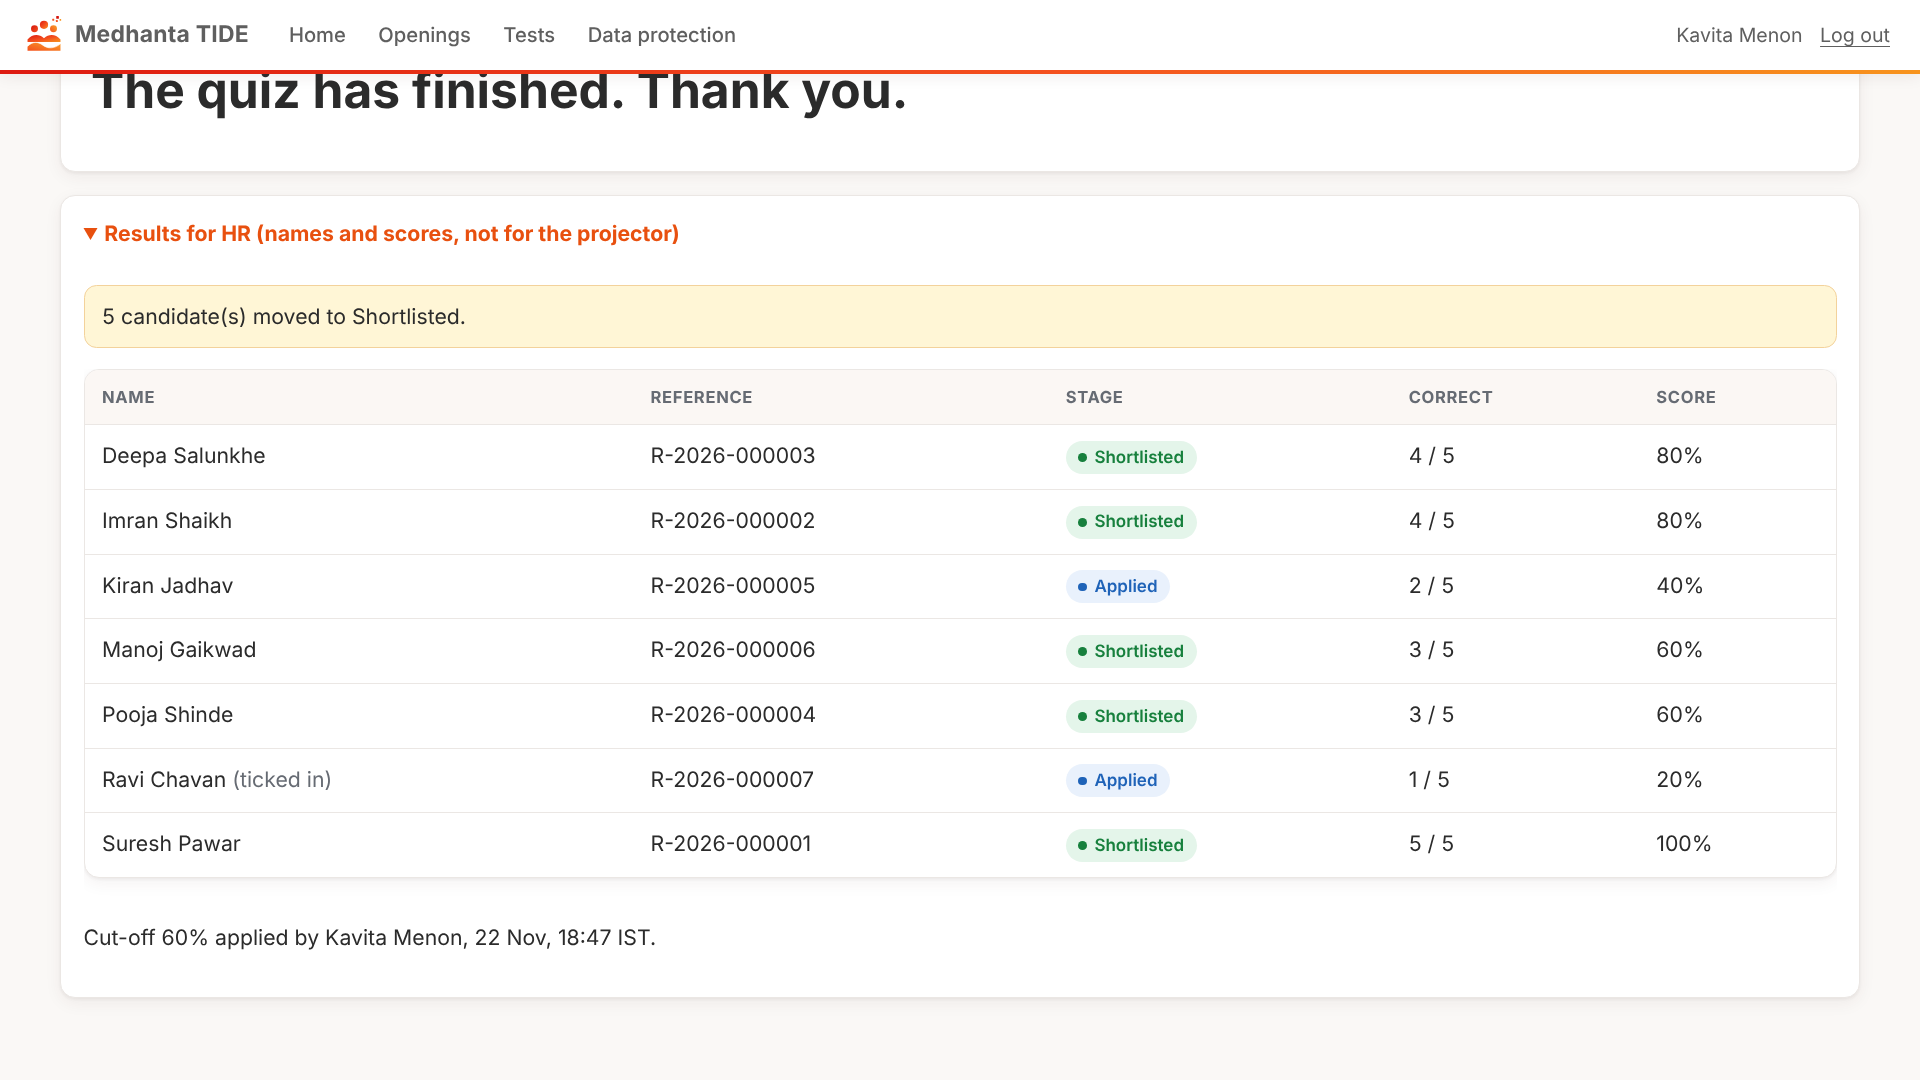 Medhanta TIDE Home Openings Tests Data protection Kavita Menon Log out
The quiz has finished. Thank you.
Results for HR (names and scores, not for the projector)
5 candidate(s) moved to Shortlisted.
NAME REFERENCE STAGE CORRECT SCORE
Deepa Salunkhe R-2026-000003 Shortlisted 4 / 5 80%
Imran Shaikh R-2026-000002 Shortlisted 4 / 5 80%
Kiran Jadhav R-2026-000005 Applied 2 / 5 40%
Manoj Gaikwad R-2026-000006 Shortlisted 3 / 5 60%
Pooja Shinde R-2026-000004 Shortlisted 3 / 5 60%
Ravi Chavan (ticked in) R-2026-000007 Applied 1 / 5 20%
Suresh Pawar R-2026-000001 Shortlisted 5 / 5 100%
Cut-off 60% applied by Kavita Menon, 22 Nov, 18:47 IST.